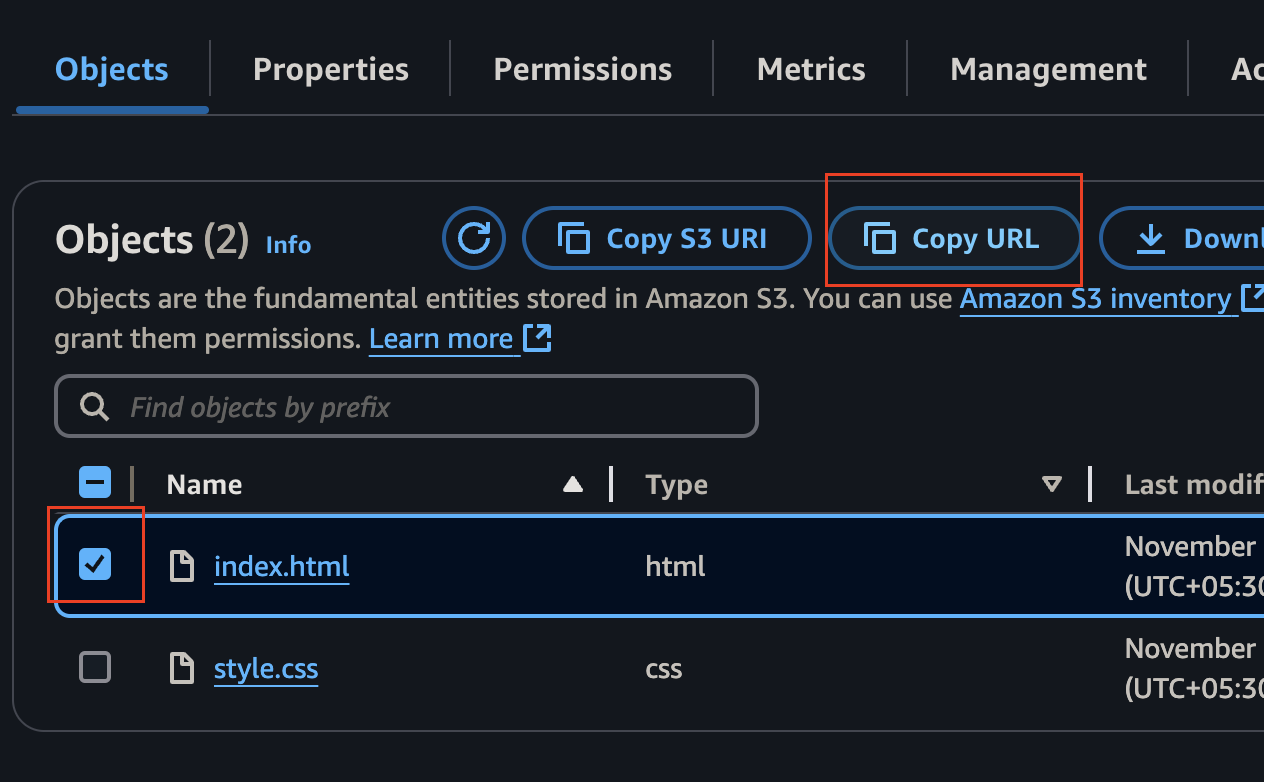 Objects Properties Permissions Metrics Management Ac
Objects (2) Info Copy S3 URI Copy URL Downl
Objects are the fundamental entities stored in Amazon S3. You can use Amazon S3 inventory
grant them permissions. Learn more
Find objects by prefix
Name Type Last modif
index.html html November
(UTC+05:30
style.css css November
(UTC+05:30